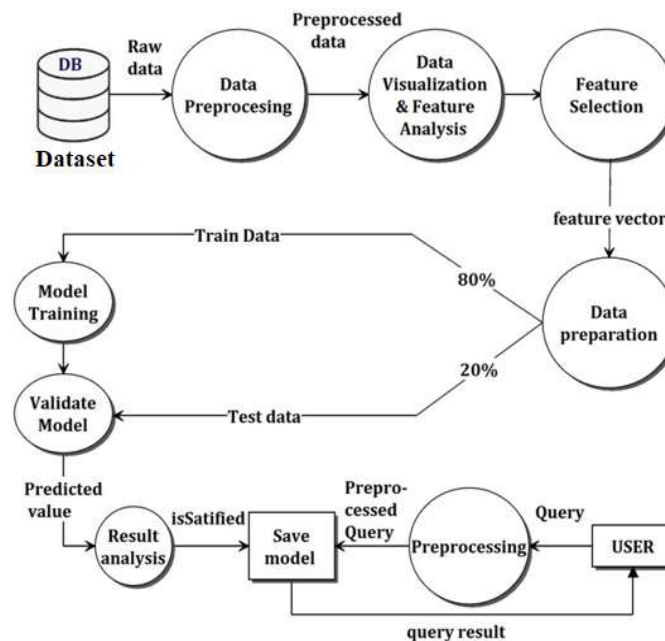 DB
Dataset
Raw
data
Data
Preprocesing
Preprocessed
data
Data
Visualization
& Feature
Analysis
Feature
Selection
feature vector
Data
preparation
80%
Train Data
20%
Test data
Model
Training
Validate
Model
Predicted
value
Result
analysis
isSatified
Save
model
Prepro-
cessed
Query
Preprocessing
Query
USER
query result